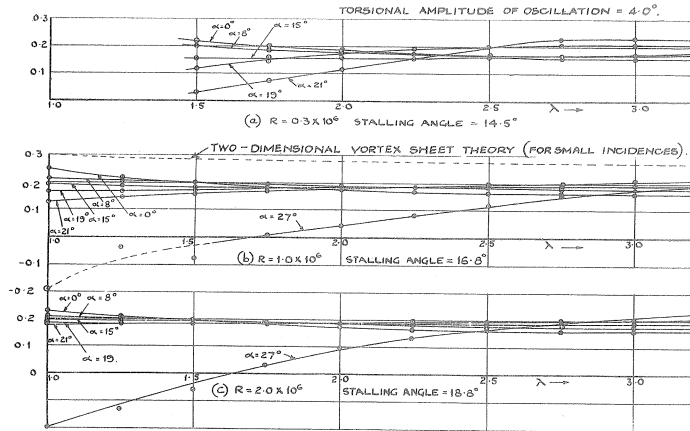 TORSIONAL AMPLITUDE OF OSCILLATION = 4.0°.
α=0° α=8° α=15°
0.3
0.2
0.1
α=19° α=21°
1.0 1.5 2.0 2.5 λ → 3.0
(a) R = 0.3 X 10⁶ STALLING ANGLE = 14.5°
0.3
TWO-DIMENSIONAL VORTEX SHEET THEORY (FOR SMALL INCIDENCES).
0.2
α=8° α=0°
α=19° α=15°
0.1
α=21° α=27°
1.0 1.5 2.0 2.5 λ → 3.0
-0.1
(b) R = 1.0 X 10⁶ STALLING ANGLE = 16.8°
-0.2
α=0° α=8°
0.2
α=21° α=15°
0.1
α=19. α=27°
0
1.0 1.5 2.0 2.5 λ → 3.0
(c) R = 2.0 X 10⁶ STALLING ANGLE = 18.8°